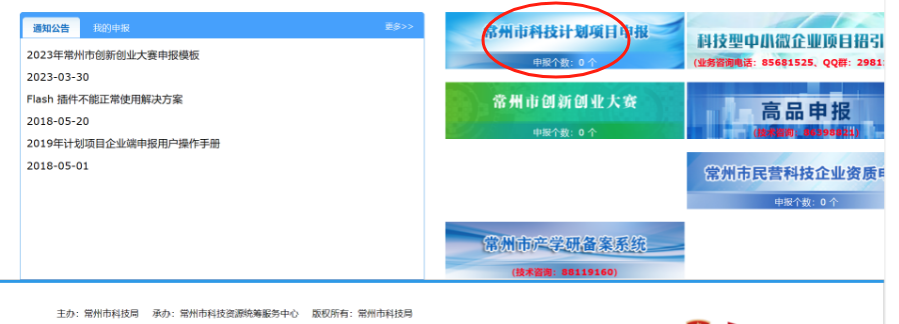 通知公告 我的申报 更多>>
2023年常州市创新创业大赛申报模板
2023-03-30
Flash 插件不能正常使用解决方案
2018-05-20
2019年计划项目企业端申报用户操作手册
2018-05-01
常州市科技计划项目申报
申报个数：0 个
科技型中小微企业项目招引
(业务咨询电话：85681525、QQ群：2981
常州市创新创业大赛
申报个数：0 个
高品申报
常州市民营科技企业资质
申报个数：0 个
常州市产学研备案系统
(技术咨询：88119160)
主办：常州市科技局 承办：常州市科技资源统筹服务中心 版权所有：常州市科技局